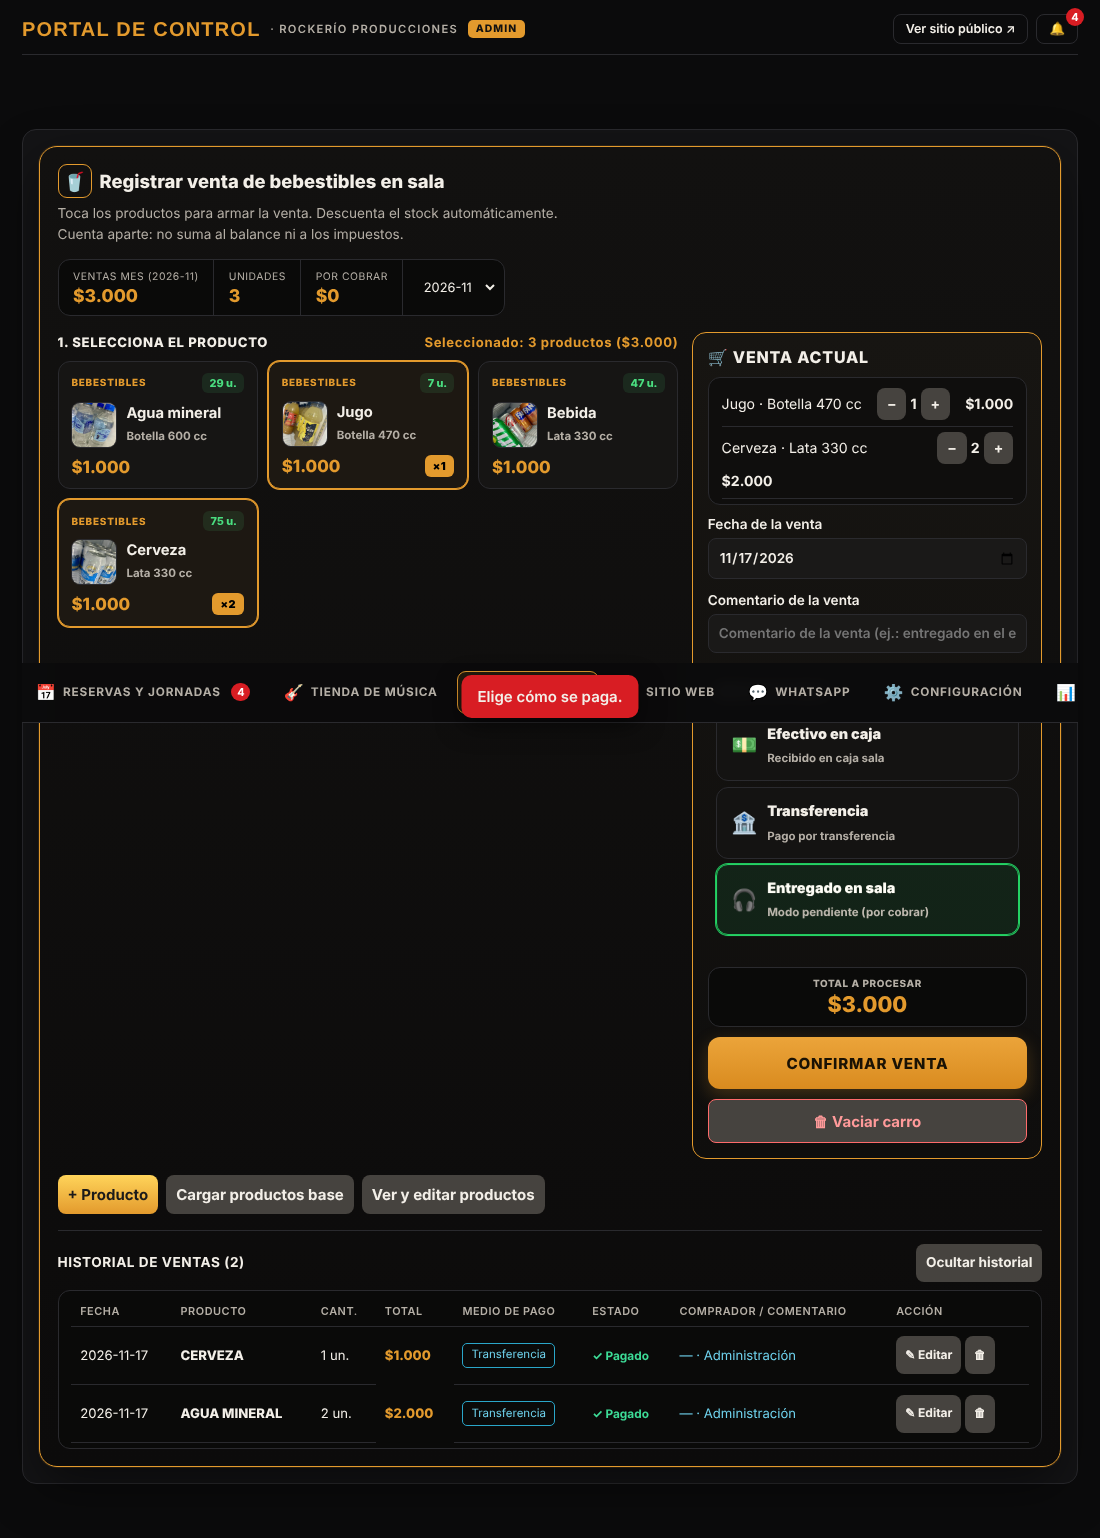 PORTAL DE CONTROL · ROCKERÍO PRODUCCIONES ADMIN
Ver sitio público ↗
4
Registrar venta de bebestibles en sala
Toca los productos para armar la venta. Descuenta el stock automáticamente.
Cuenta aparte: no suma al balance ni a los impuestos.
VENTAS MES (2026-11) UNIDADES POR COBRAR
$3.000 3 $0 2026-11
1. SELECCIONA EL PRODUCTO Seleccionado: 3 productos ($3.000)
BEBESTIBLES 29 u.
Agua mineral
Botella 600 cc
$1.000
BEBESTIBLES 7 u.
Jugo
Botella 470 cc
$1.000 ×1
BEBESTIBLES 47 u.
Bebida
Lata 330 cc
$1.000
BEBESTIBLES 75 u.
Cerveza
Lata 330 cc
$1.000 ×2
VENTA ACTUAL
Jugo · Botella 470 cc − 1 + $1.000
Cerveza · Lata 330 cc − 2 +
$2.000
Fecha de la venta
11/17/2026
Comentario de la venta
Comentario de la venta (ej.: entregado en el e
RESERVAS Y JORNADAS 4 TIENDA DE MÚSICA Elige cómo se paga. SITIO WEB WHATSAPP CONFIGURACIÓN
Efectivo en caja
Recibido en caja sala
Transferencia
Pago por transferencia
Entregado en sala
Modo pendiente (por cobrar)
TOTAL A PROCESAR
$3.000
CONFIRMAR VENTA
Vaciar carro
+ Producto Cargar productos base Ver y editar productos
HISTORIAL DE VENTAS (2) Ocultar historial
FECHA PRODUCTO CANT. TOTAL MEDIO DE PAGO ESTADO COMPRADOR / COMENTARIO ACCIÓN
2026-11-17 CERVEZA 1 un. $1.000 Transferencia ✓ Pagado — · Administración ✎ Editar
2026-11-17 AGUA MINERAL 2 un. $2.000 Transferencia ✓ Pagado — · Administración ✎ Editar